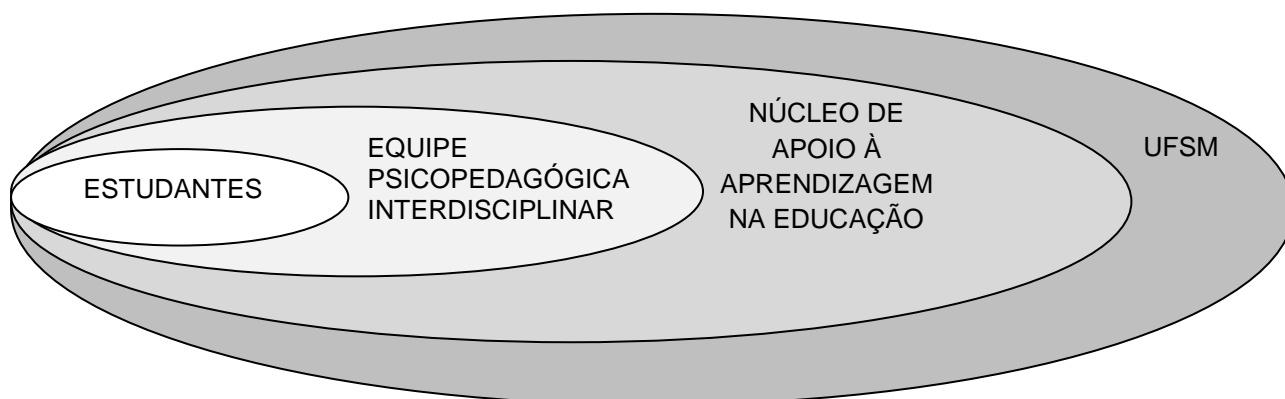 ESTUDANTES
EQUIPE
PSICOPEDAGÓGICA
INTERDISCIPLINAR
NÚCLEO DE
APOIO À
APRENDIZAGEM
NA EDUCAÇÃO
UFSM